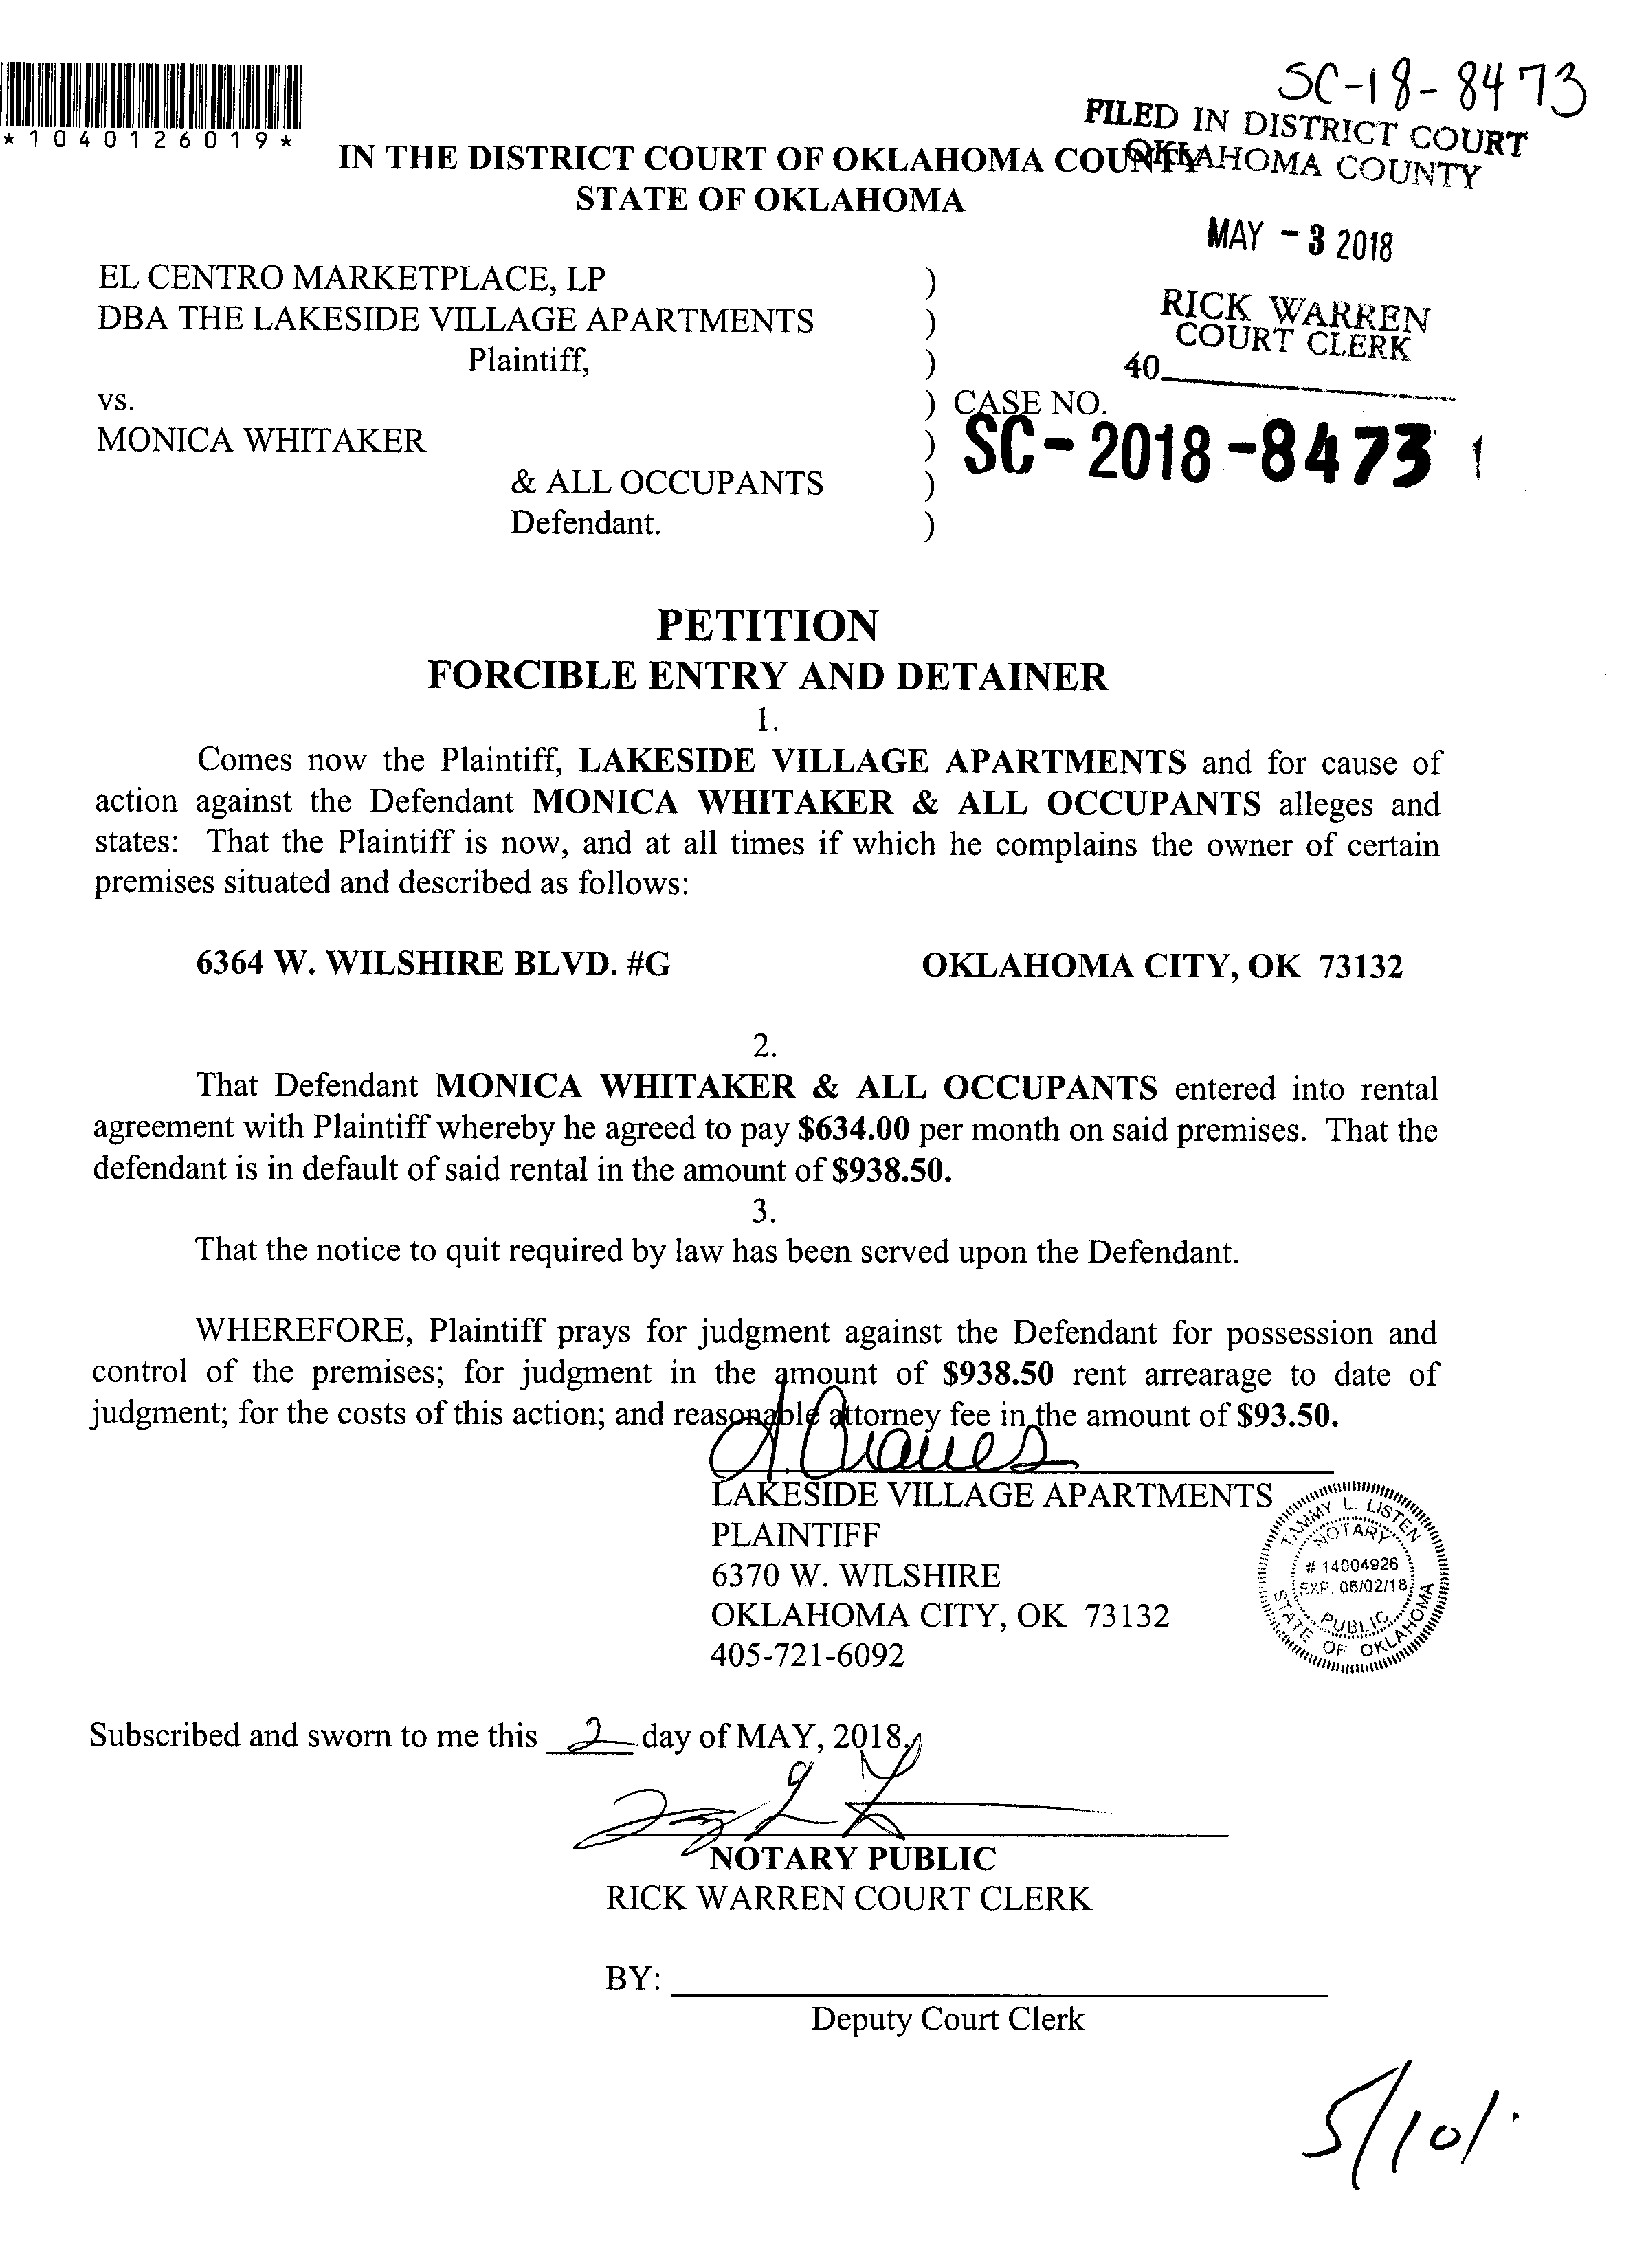 SC-18-8473
*1040126019*
FILED IN DISTRICT COURT
OKLAHOMA COUNTY
IN THE DISTRICT COURT OF OKLAHOMA COUNTY
STATE OF OKLAHOMA
MAY - 3 2018
EL CENTRO MARKETPLACE, LP )
DBA THE LAKESIDE VILLAGE APARTMENTS )
RICK WARREN
COURT CLERK
Plaintiff, )
40
vs. ) CASE NO.
MONICA WHITAKER ) SC-2018-8473
& ALL OCCUPANTS )
Defendant. )
PETITION
FORCIBLE ENTRY AND DETAINER
1.
Comes now the Plaintiff, LAKESIDE VILLAGE APARTMENTS and for cause of
action against the Defendant MONICA WHITAKER & ALL OCCUPANTS alleges and
states: That the Plaintiff is now, and at all times if which he complains the owner of certain
premises situated and described as follows:
6364 W. WILSHIRE BLVD. #G OKLAHOMA CITY, OK 73132
2.
That Defendant MONICA WHITAKER & ALL OCCUPANTS entered into rental
agreement with Plaintiff whereby he agreed to pay $634.00 per month on said premises. That the
defendant is in default of said rental in the amount of $938.50.
3.
That the notice to quit required by law has been served upon the Defendant.
WHEREFORE, Plaintiff prays for judgment against the Defendant for possession and
control of the premises; for judgment in the amount of $938.50 rent arrearage to date of
judgment; for the costs of this action; and reasonable attorney fee in the amount of $93.50.
LAKESIDE VILLAGE APARTMENTS
PLAINTIFF
6370 W. WILSHIRE
OKLAHOMA CITY, OK 73132
405-721-6092
TAMMY L. LISTEN
NOTARY
# 14004926
EXP. 06/02/18
PUBLIC
STATE OF OKLAHOMA
Subscribed and sworn to me this 2 day of MAY, 2018.
NOTARY PUBLIC
RICK WARREN COURT CLERK
BY:
Deputy Court Clerk
5/10/